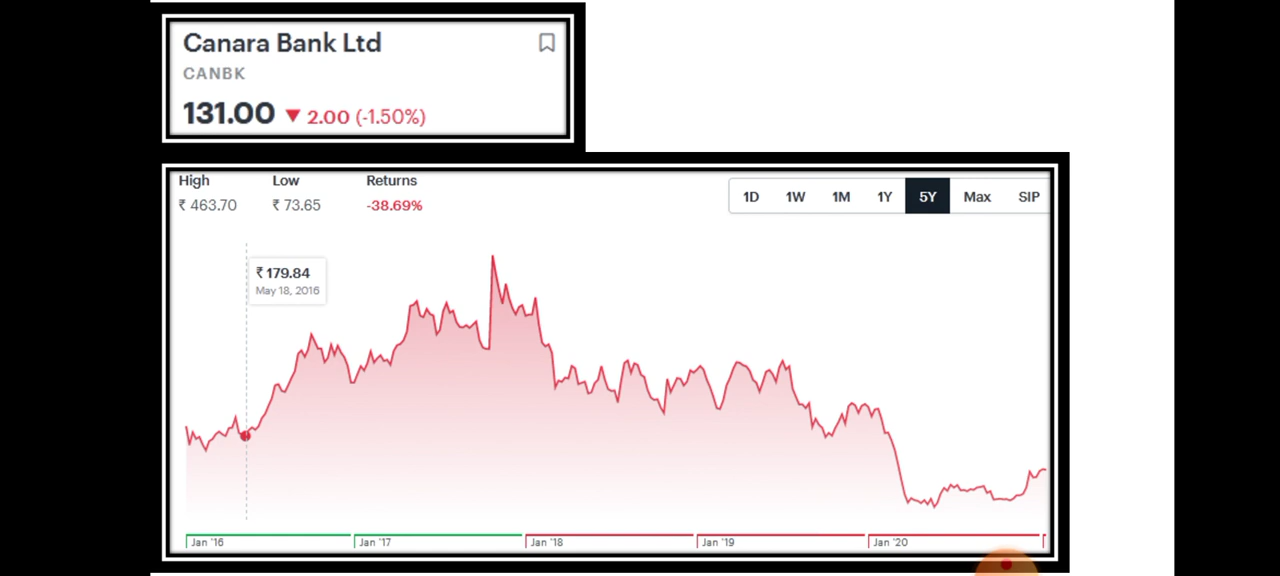 Canara Bank Ltd
CANBK
131.00 ▼ 2.00 (-1.50%)
High Low Returns
₹ 463.70 ₹ 73.65 -38.69%
1D 1W 1M 1Y 5Y Max SIP
₹ 179.84
May 18, 2016
Jan '16 Jan '17 Jan '18 Jan '19 Jan '20